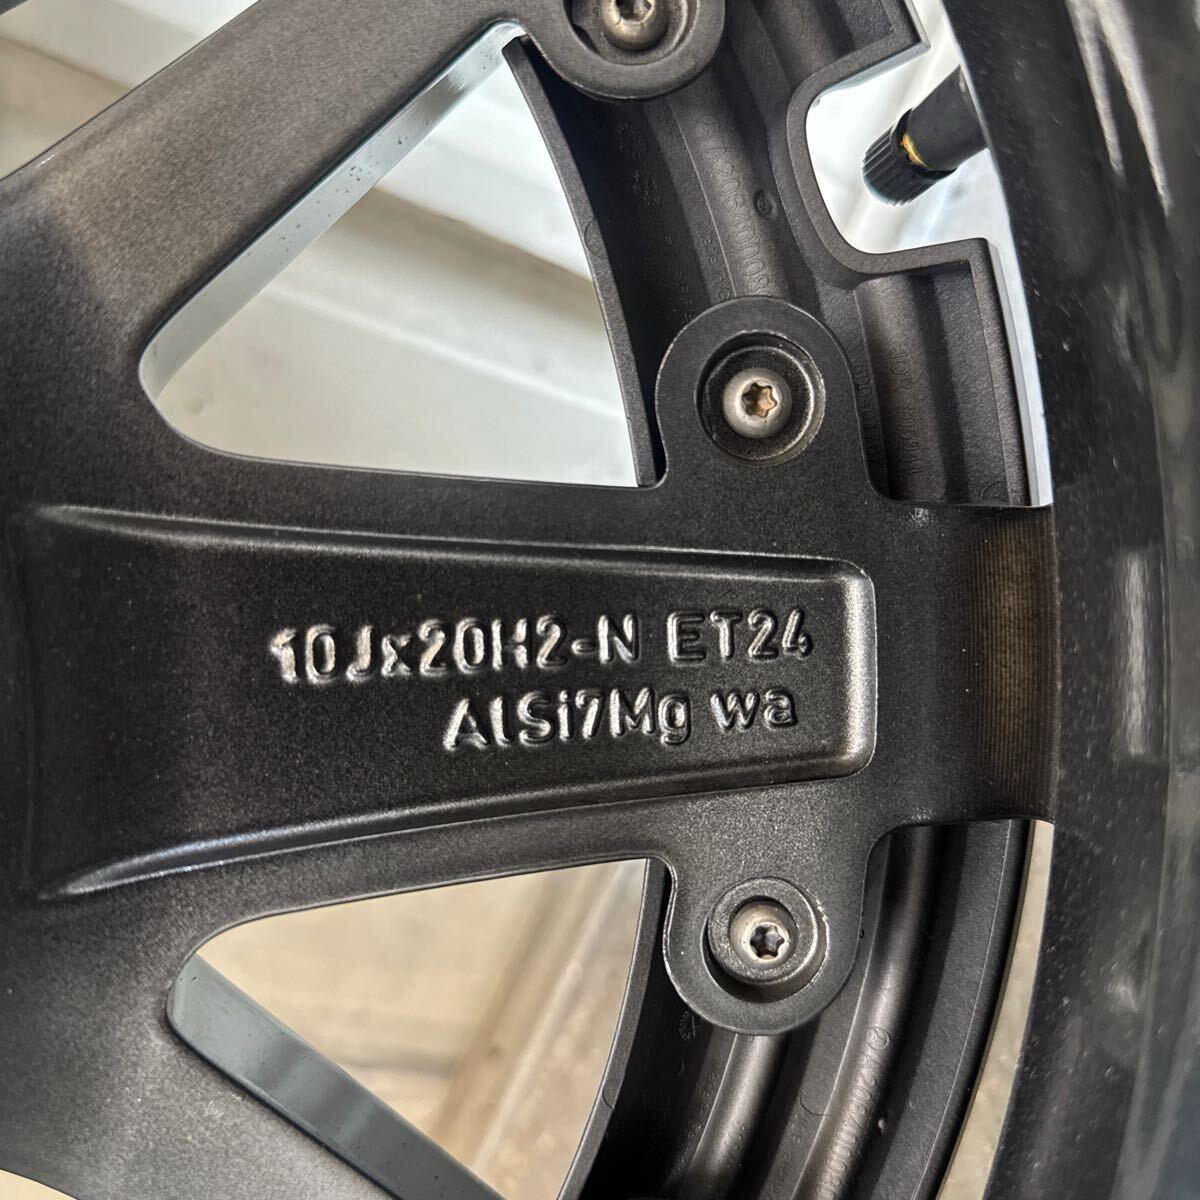 10Jx20H2-N ET24
AlSi7Mg wa